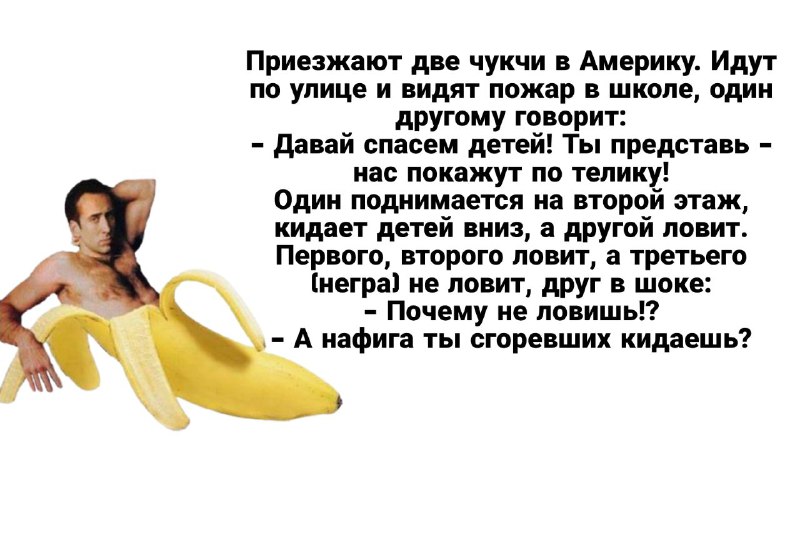 Приезжают две чукчи в Америку. Идут
по улице и видят пожар в школе, один
другому говорит:
- Давай спасем детей! Ты представь -
нас покажут по телику!
Один поднимается на второй этаж,
кидает детей вниз, а другой ловит.
Первого, второго ловит, а третьего
(негра) не ловит, друг в шоке:
- Почему не ловишь!?
- А нафига ты сгоревших кидаешь?